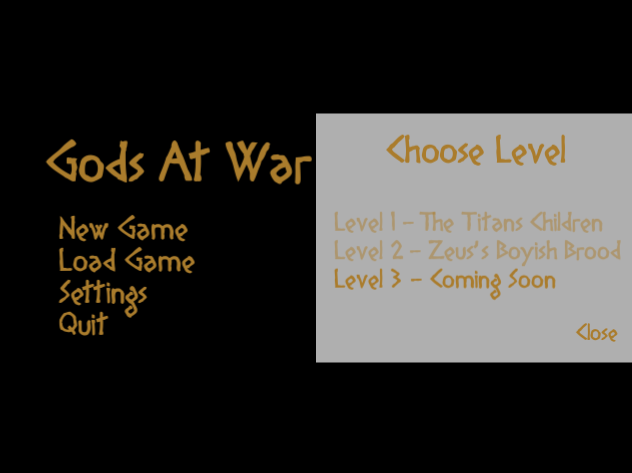 Gods At War
New Game
Load Game
Settings
Quit
Choose Level
Level 1 - The Titans Children
Level 2 - Zeus's Boyish Brood
Level 3 - Coming Soon
Close